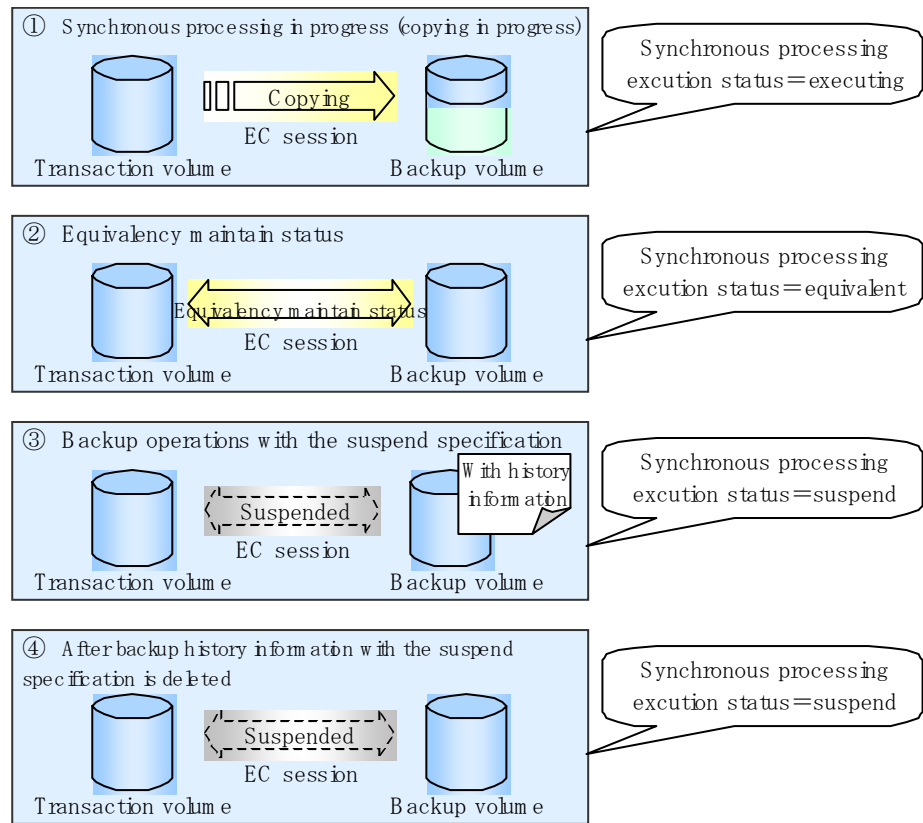 ① Synchronous processing in progress (copying in progress)
Copying
EC session
Transaction volume
Backup volume
Synchronous processing
excution status＝executing
② Equivalency maintain status
Equivalency maintain status
EC session
Transaction volume
Backup volume
Synchronous processing
excution status＝equivalent
③ Backup operations with the suspend specification
With history
information
Suspended
EC session
Transaction volume
Backup volume
Synchronous processing
excution status＝suspend
④ After backup history information with the suspend
specification is deleted
Suspended
EC session
Transaction volume
Backup volume
Synchronous processing
excution status＝suspend